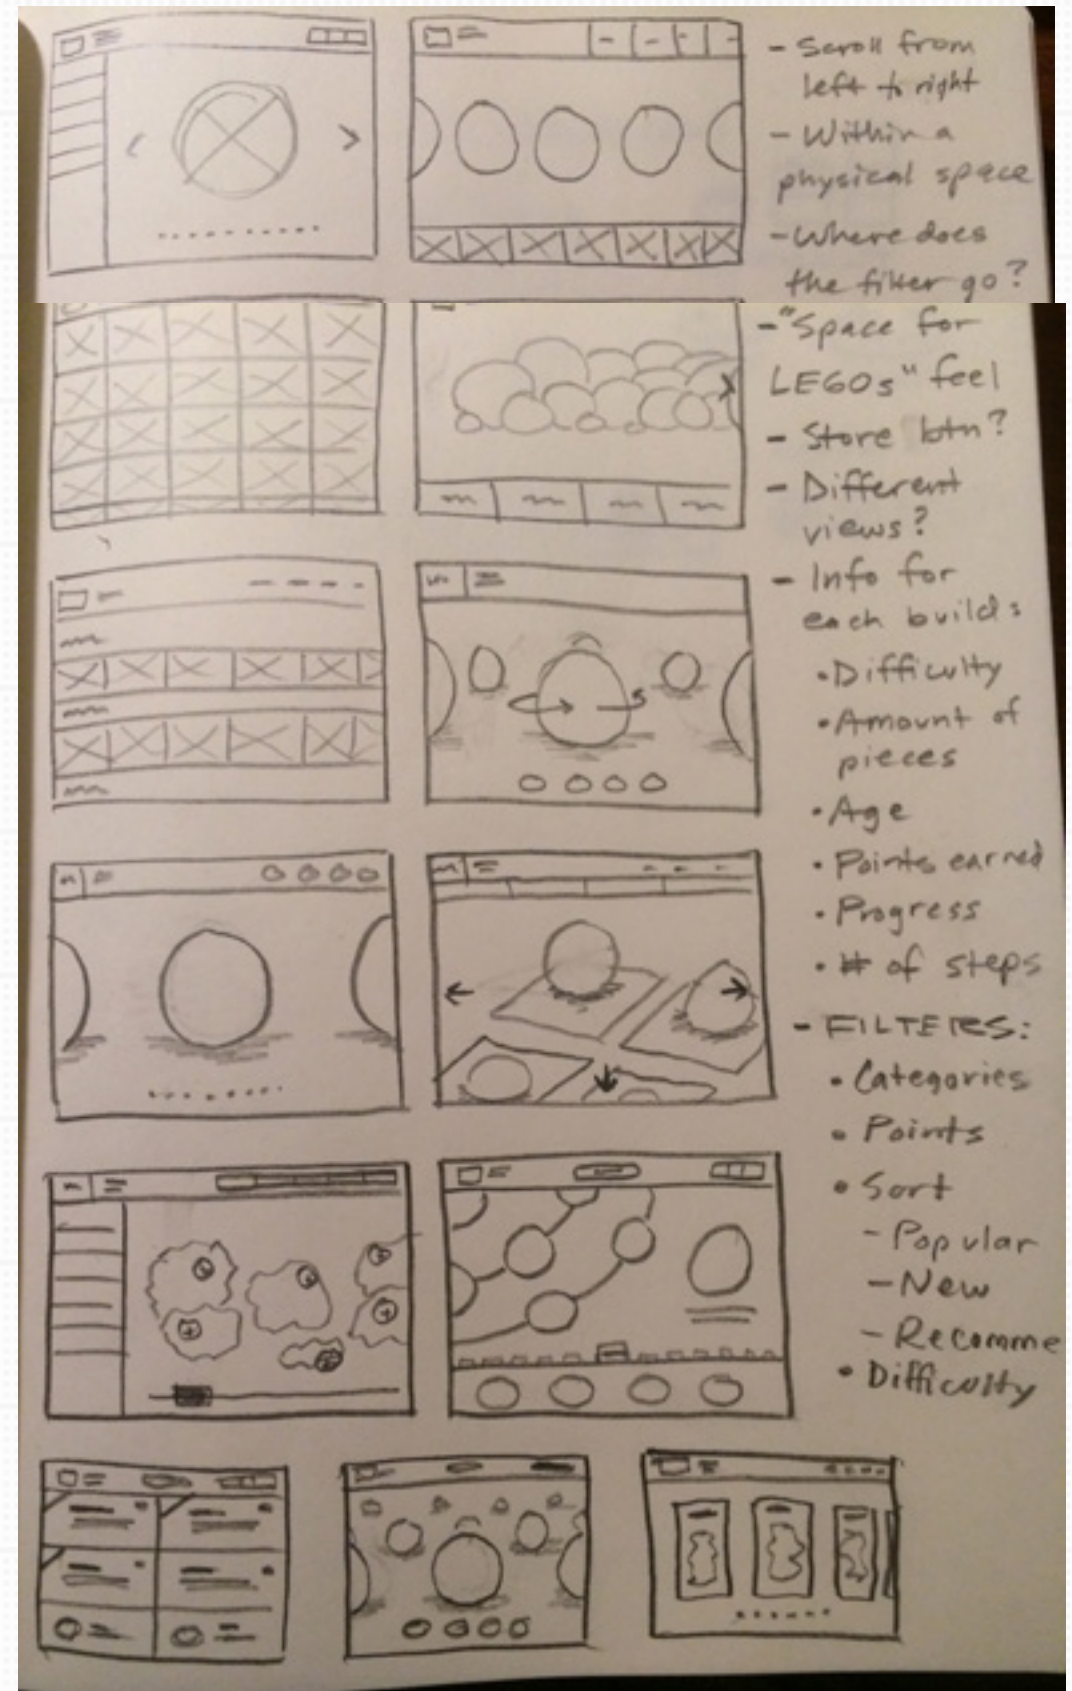 - Scroll from
left to right
- Within a
physical space
- Where does
the filter go?
- "Space for
LEGOs" feel
- Store btn?
- Different
views?
- Info for
each build:
• Difficulty
• Amount of
pieces
• Age
• Points earned
• Progress
• # of steps
- FILTERS:
• Categories
• Points
• Sort
- Popular
- New
- Recomme
• Difficulty